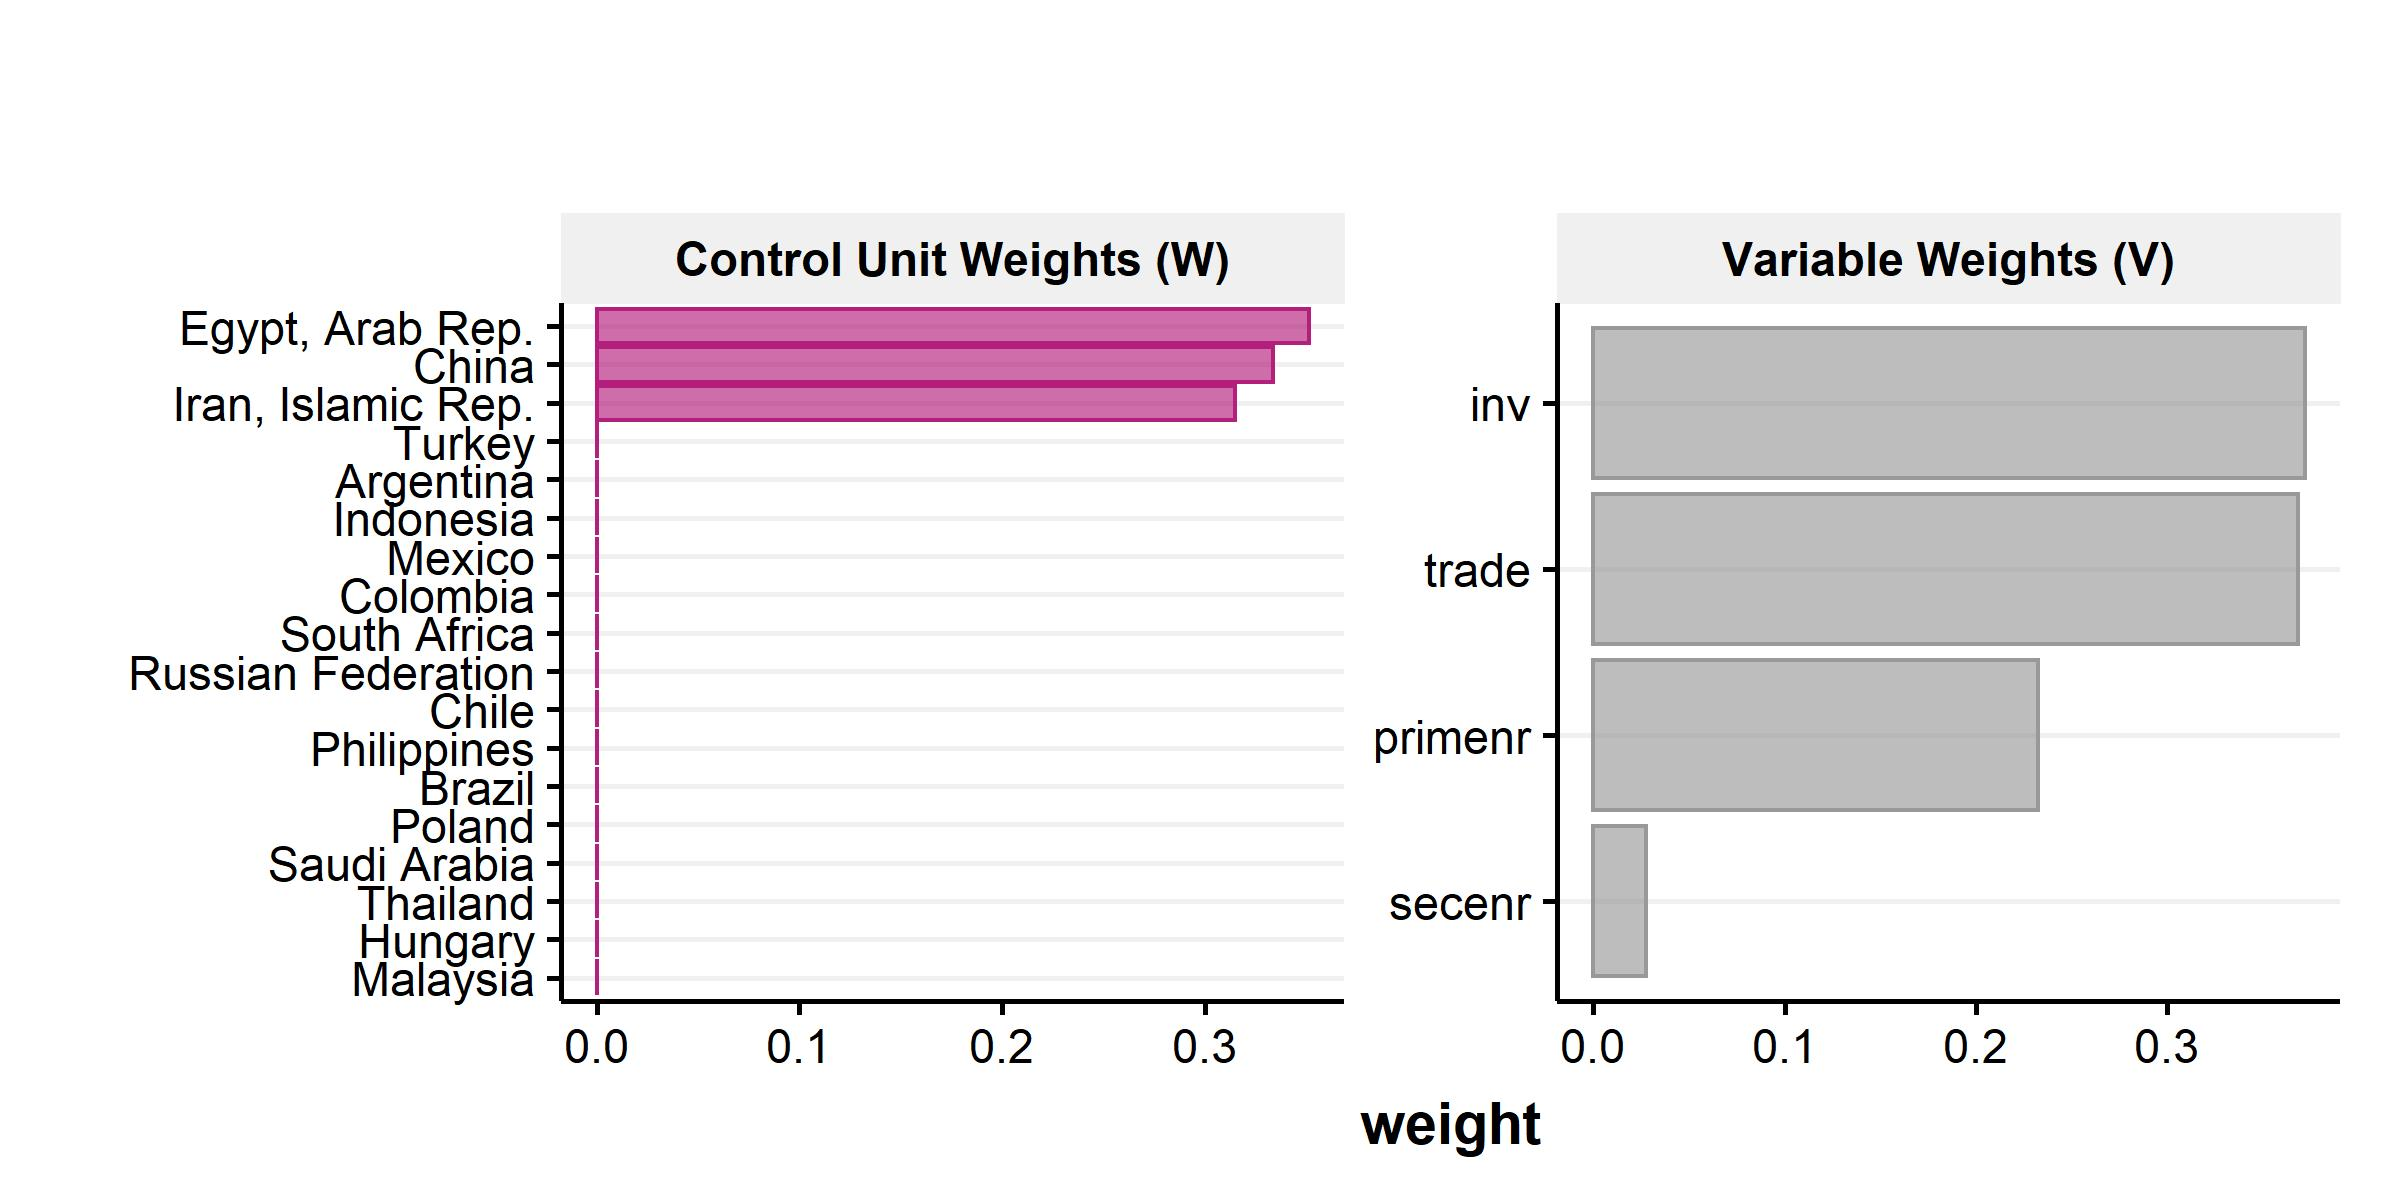 Control Unit Weights (W)
Egypt, Arab Rep.
China
Iran, Islamic Rep.
Turkey
Argentina
Indonesia
Mexico
Colombia
South Africa
Russian Federation
Chile
Philippines
Brazil
Poland
Saudi Arabia
Thailand
Hungary
Malaysia
0.0 0.1 0.2 0.3
Variable Weights (V)
inv
trade
primenr
secenr
0.0 0.1 0.2 0.3
weight